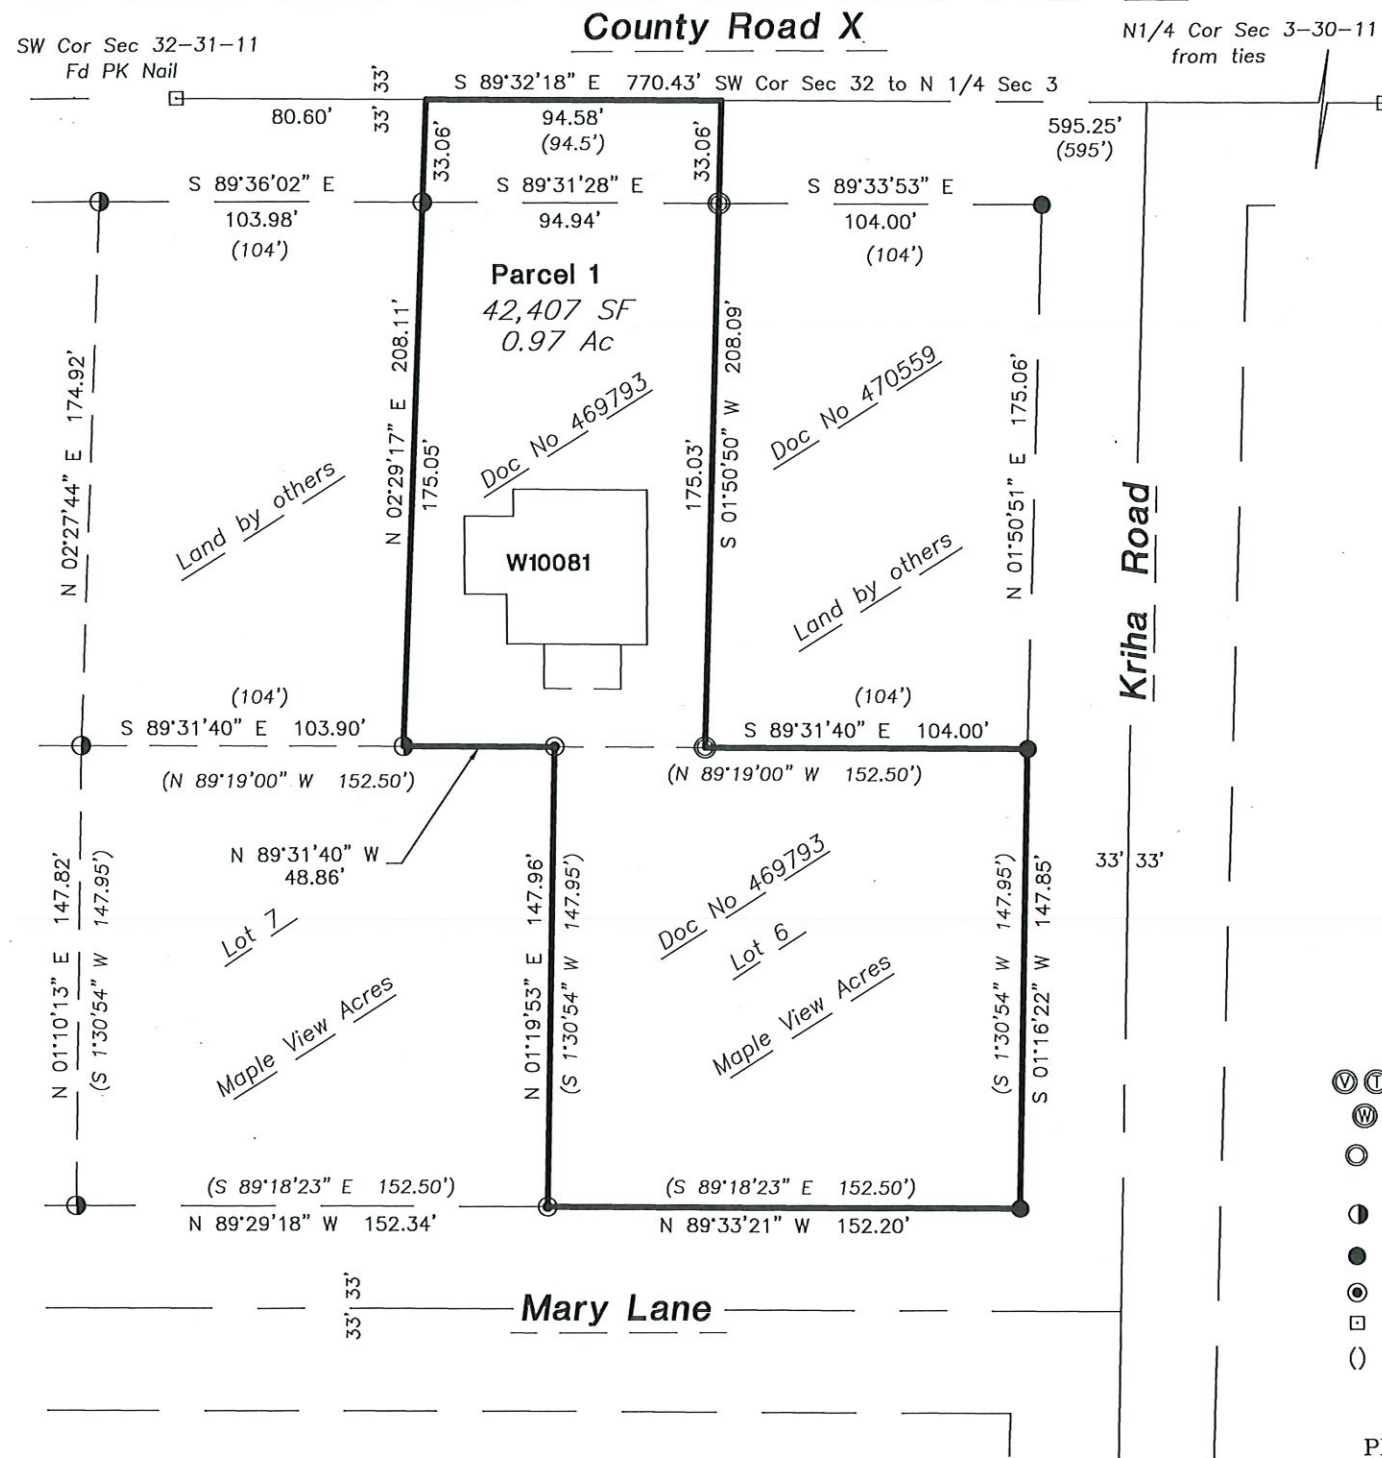 County Road X
SW Cor Sec 32-31-11
Fd PK Nail
N1/4 Cor Sec 3-30-11
from ties
33' 33'
33' 33'
S 89°32'18" E 770.43' SW Cor Sec 32 to N 1/4 Sec 3
80.60'
94.58'
(94.5')
595.25'
(595')
33.06'
33.06'
S 89°36'02" E
103.98'
(104')
S 89°31'28" E
94.94'
S 89°33'53" E
104.00'
(104')
Parcel 1
42,407 SF
0.97 Ac
N 02°27'44" E 174.92'
N 02°29'17" E 208.11'
175.05'
S 01°50'50" W 208.09'
175.03'
N 01°50'51" E 175.06'
Doc No 469793
Doc No 470559
Land by others
Land by others
W10081
Kriha Road
(104')
S 89°31'40" E 103.90'
(N 89°19'00" W 152.50')
(104')
S 89°31'40" E 104.00'
(N 89°19'00" W 152.50')
N 89°31'40" W
48.86'
33' 33'
N 01°10'13" E 147.82'
(S 1°30'54" W 147.95')
Lot 7
Maple View Acres
N 01°19'53" E 147.96'
(S 1°30'54" W 147.95')
Doc No 469793
Lot 6
Maple View Acres
(S 1°30'54" W 147.95')
S 01°16'22" W 147.85'
V T
W
(S 89°18'23" E 152.50')
N 89°29'18" W 152.34'
(S 89°18'23" E 152.50')
N 89°33'21" W 152.20'
33' 33'
Mary Lane
()